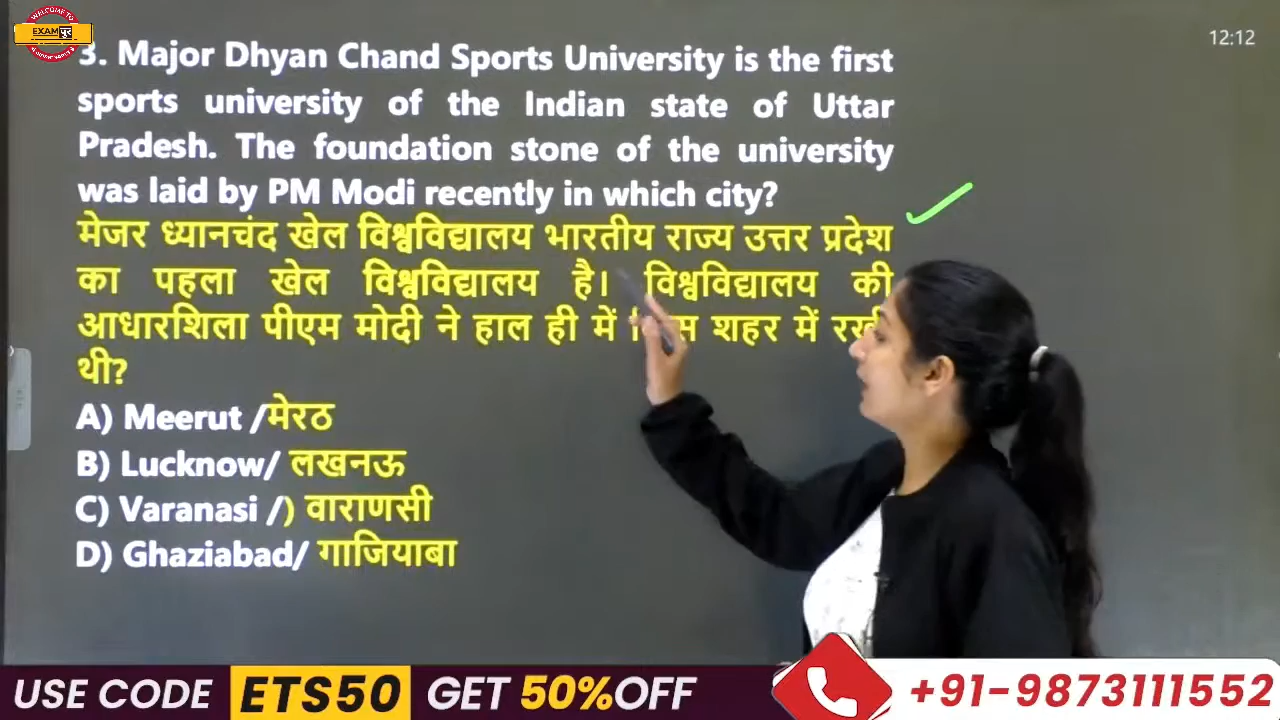 WELCOME TO
EXAM पुर
12:12
3. Major Dhyan Chand Sports University is the first
sports university of the Indian state of Uttar
Pradesh. The foundation stone of the university
was laid by PM Modi recently in which city?
मेजर ध्यानचंद खेल विश्वविद्यालय भारतीय राज्य उत्तर प्रदेश
का पहला खेल विश्वविद्यालय है। विश्वविद्यालय की
आधारशिला पीएम मोदी ने हाल ही में शहर में
थी?
A) Meerut /मेरठ
B) Lucknow/ लखनऊ
C) Varanasi /) वाराणसी
D) Ghaziabad/ गाजियाबा
USE CODE ETS50 GET 50%OFF
+91-9873111552